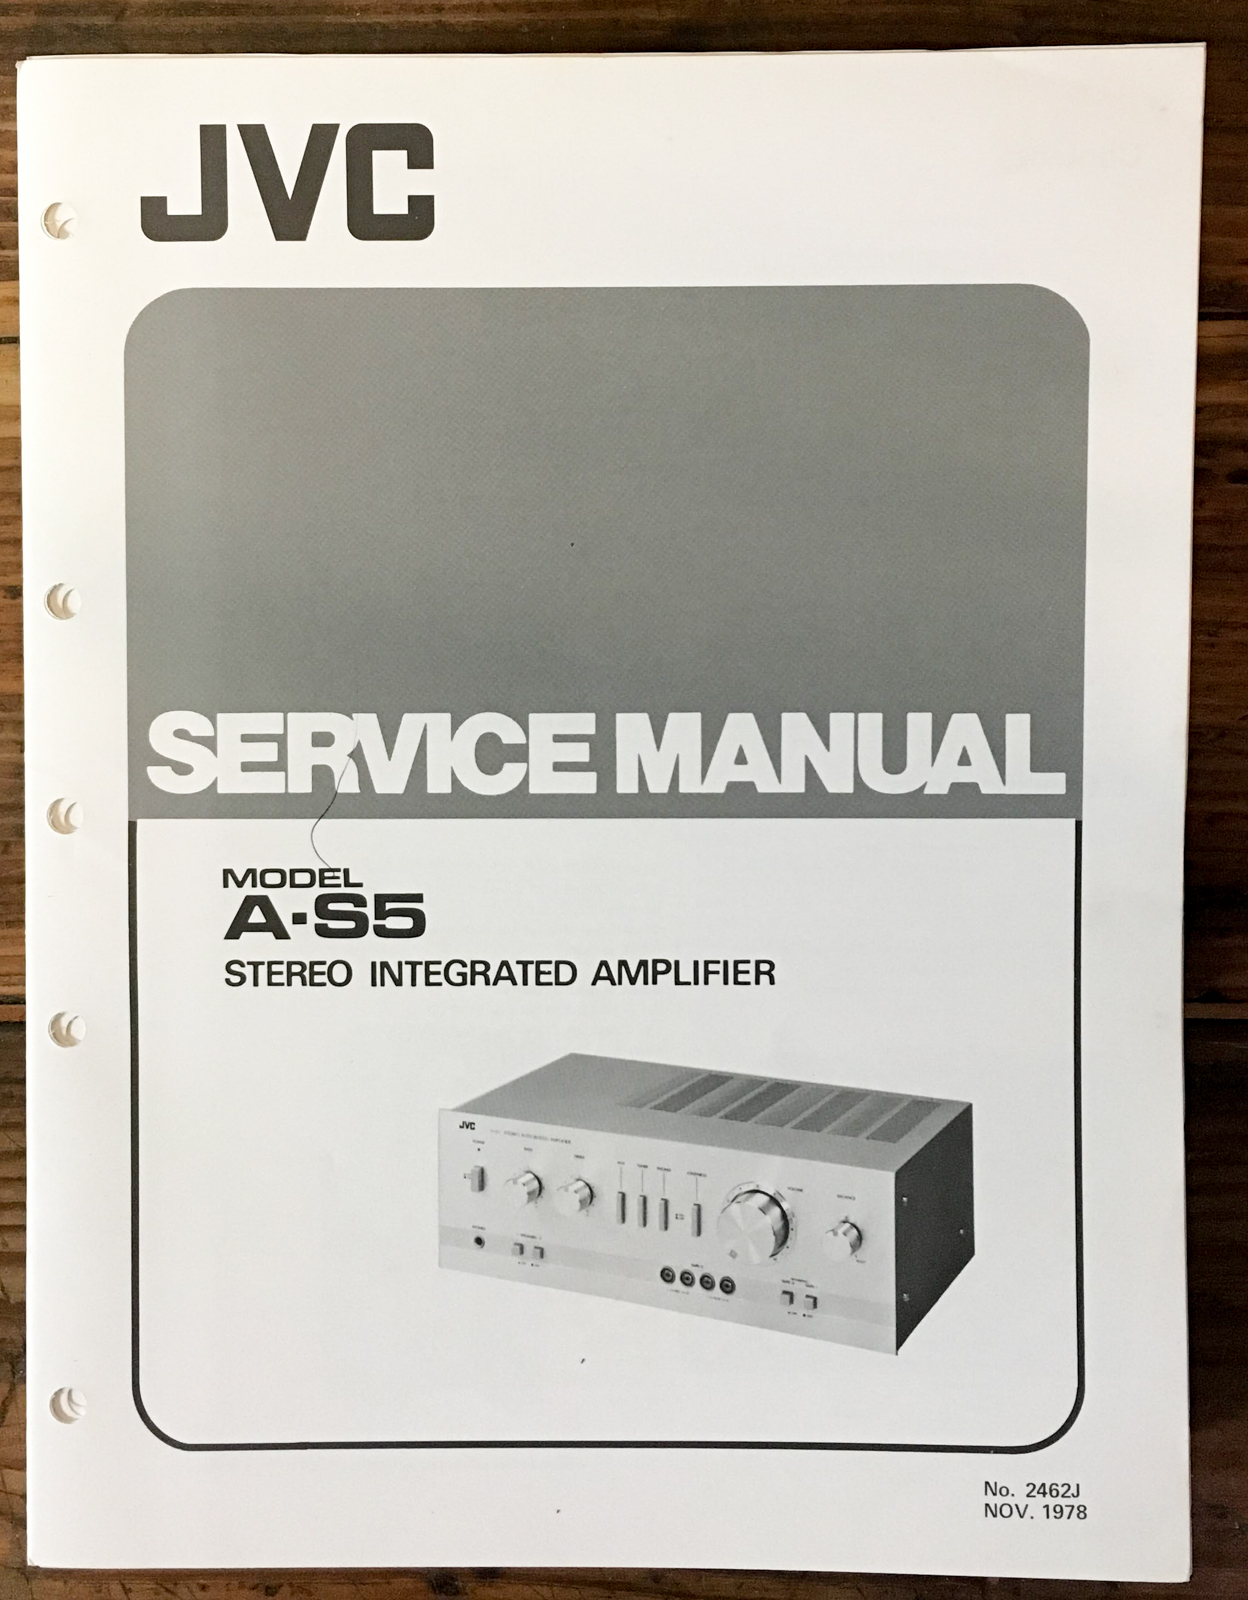 JVC
SERVICE MANUAL
MODEL
A-S5
STEREO INTEGRATED AMPLIFIER
JVC
No. 2462J
NOV. 1978